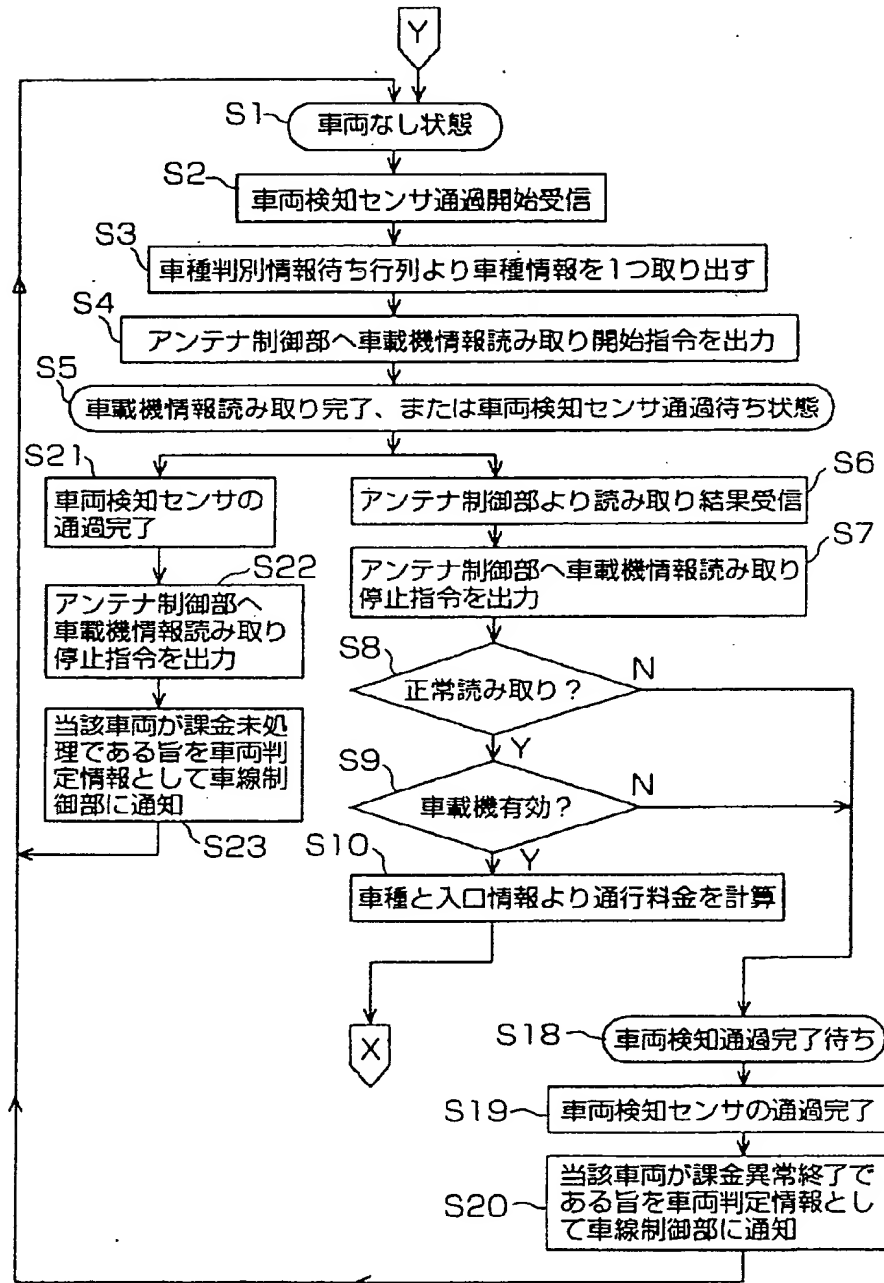 Y
S1
車両なし状態
S2
車両検知センサ通過開始受信
S3
車種判別情報待ち行列より車種情報を1つ取り出す
S4
アンテナ制御部へ車載機情報読み取り開始指令を出力
S5
車載機情報読み取り完了、または車両検知センサ通過待ち状態
S21
車両検知センサの
通過完了
S22
アンテナ制御部へ
車載機情報読み取り
停止指令を出力
当該車両が課金未処
理である旨を車両判
定情報として車線制
御部に通知
S23
S6
アンテナ制御部より読み取り結果受信
S7
アンテナ制御部へ車載機情報読み取り
停止指令を出力
S8
正常読み取り？
N
Y
S9
車載機有効？
N
Y
S10
車種と入口情報より通行料金を計算
X
S18
車両検知通過完了待ち
S19
車両検知センサの通過完了
S20
当該車両が課金異常終了で
ある旨を車両判定情報とし
て車線制御部に通知